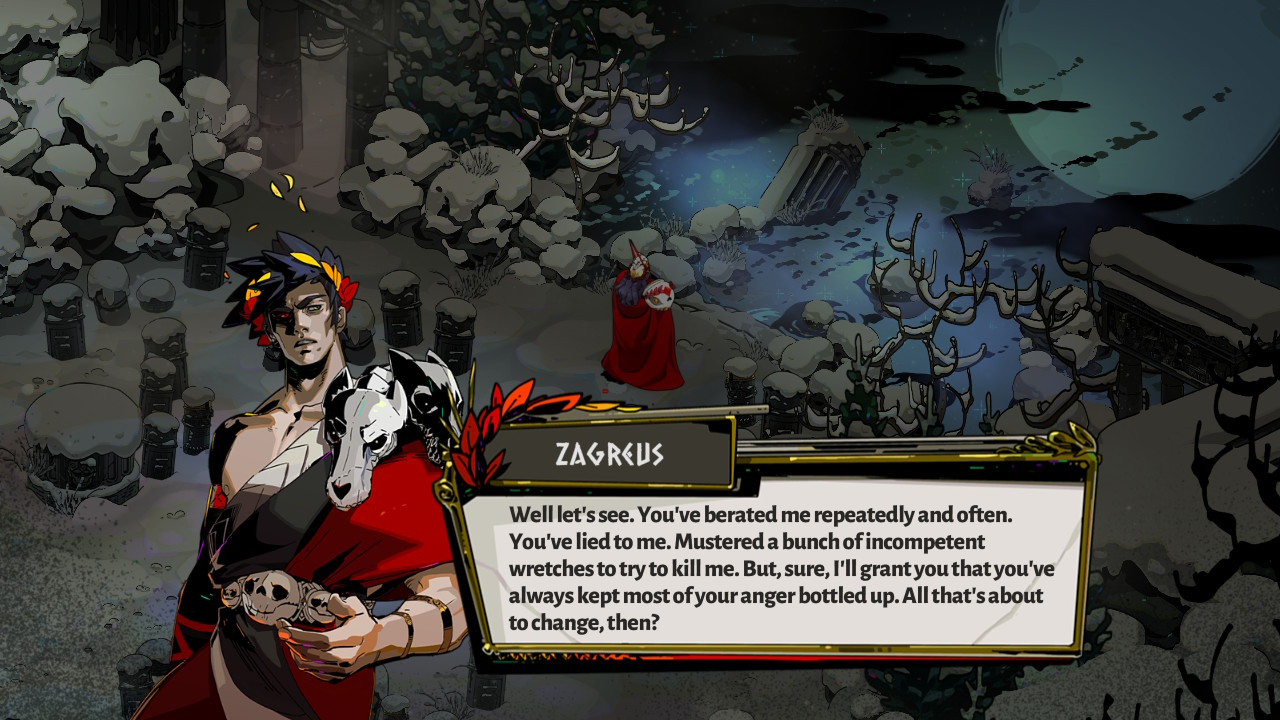 ZAGREUS
Well let's see. You've berated me repeatedly and often.
You've lied to me. Mustered a bunch of incompetent
wretches to try to kill me. But, sure, I'll grant you that you've
always kept most of your anger bottled up. All that's about
to change, then?